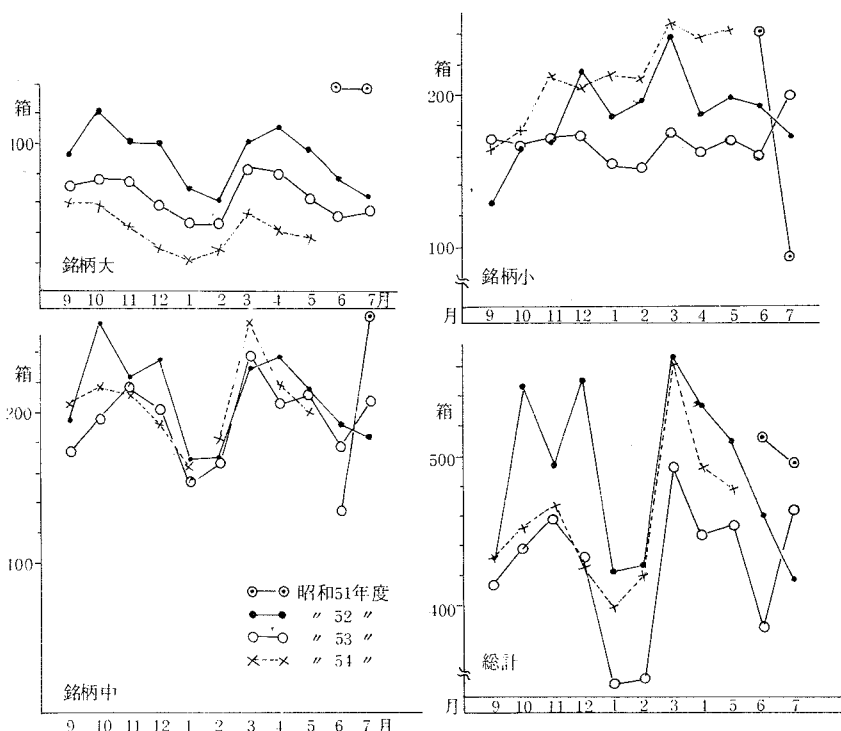 箱
100
銘柄大
9 10 11 12 1 2 3 4 5 6 7月
箱
200
100
銘柄小
月 9 10 11 12 1 2 3 4 5 6 7
箱
200
100
昭和51年度
〃 52 〃
〃 53 〃
〃 54 〃
銘柄中
9 10 11 12 1 2 3 4 5 6 7 月
箱
500
400
総計
月 9 10 11 12 1 2 3 4 5 6 7